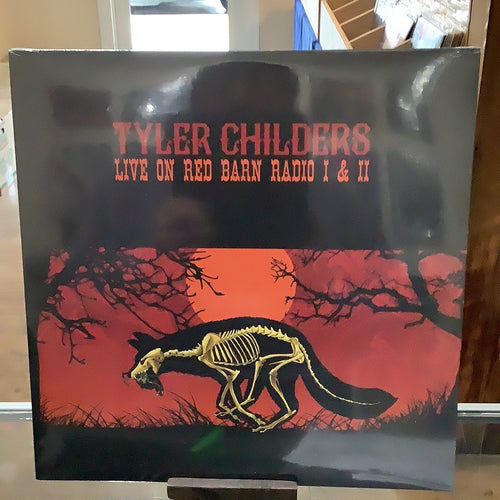 TYLER CHILDERS
LIVE ON RED BARN RADIO I & II